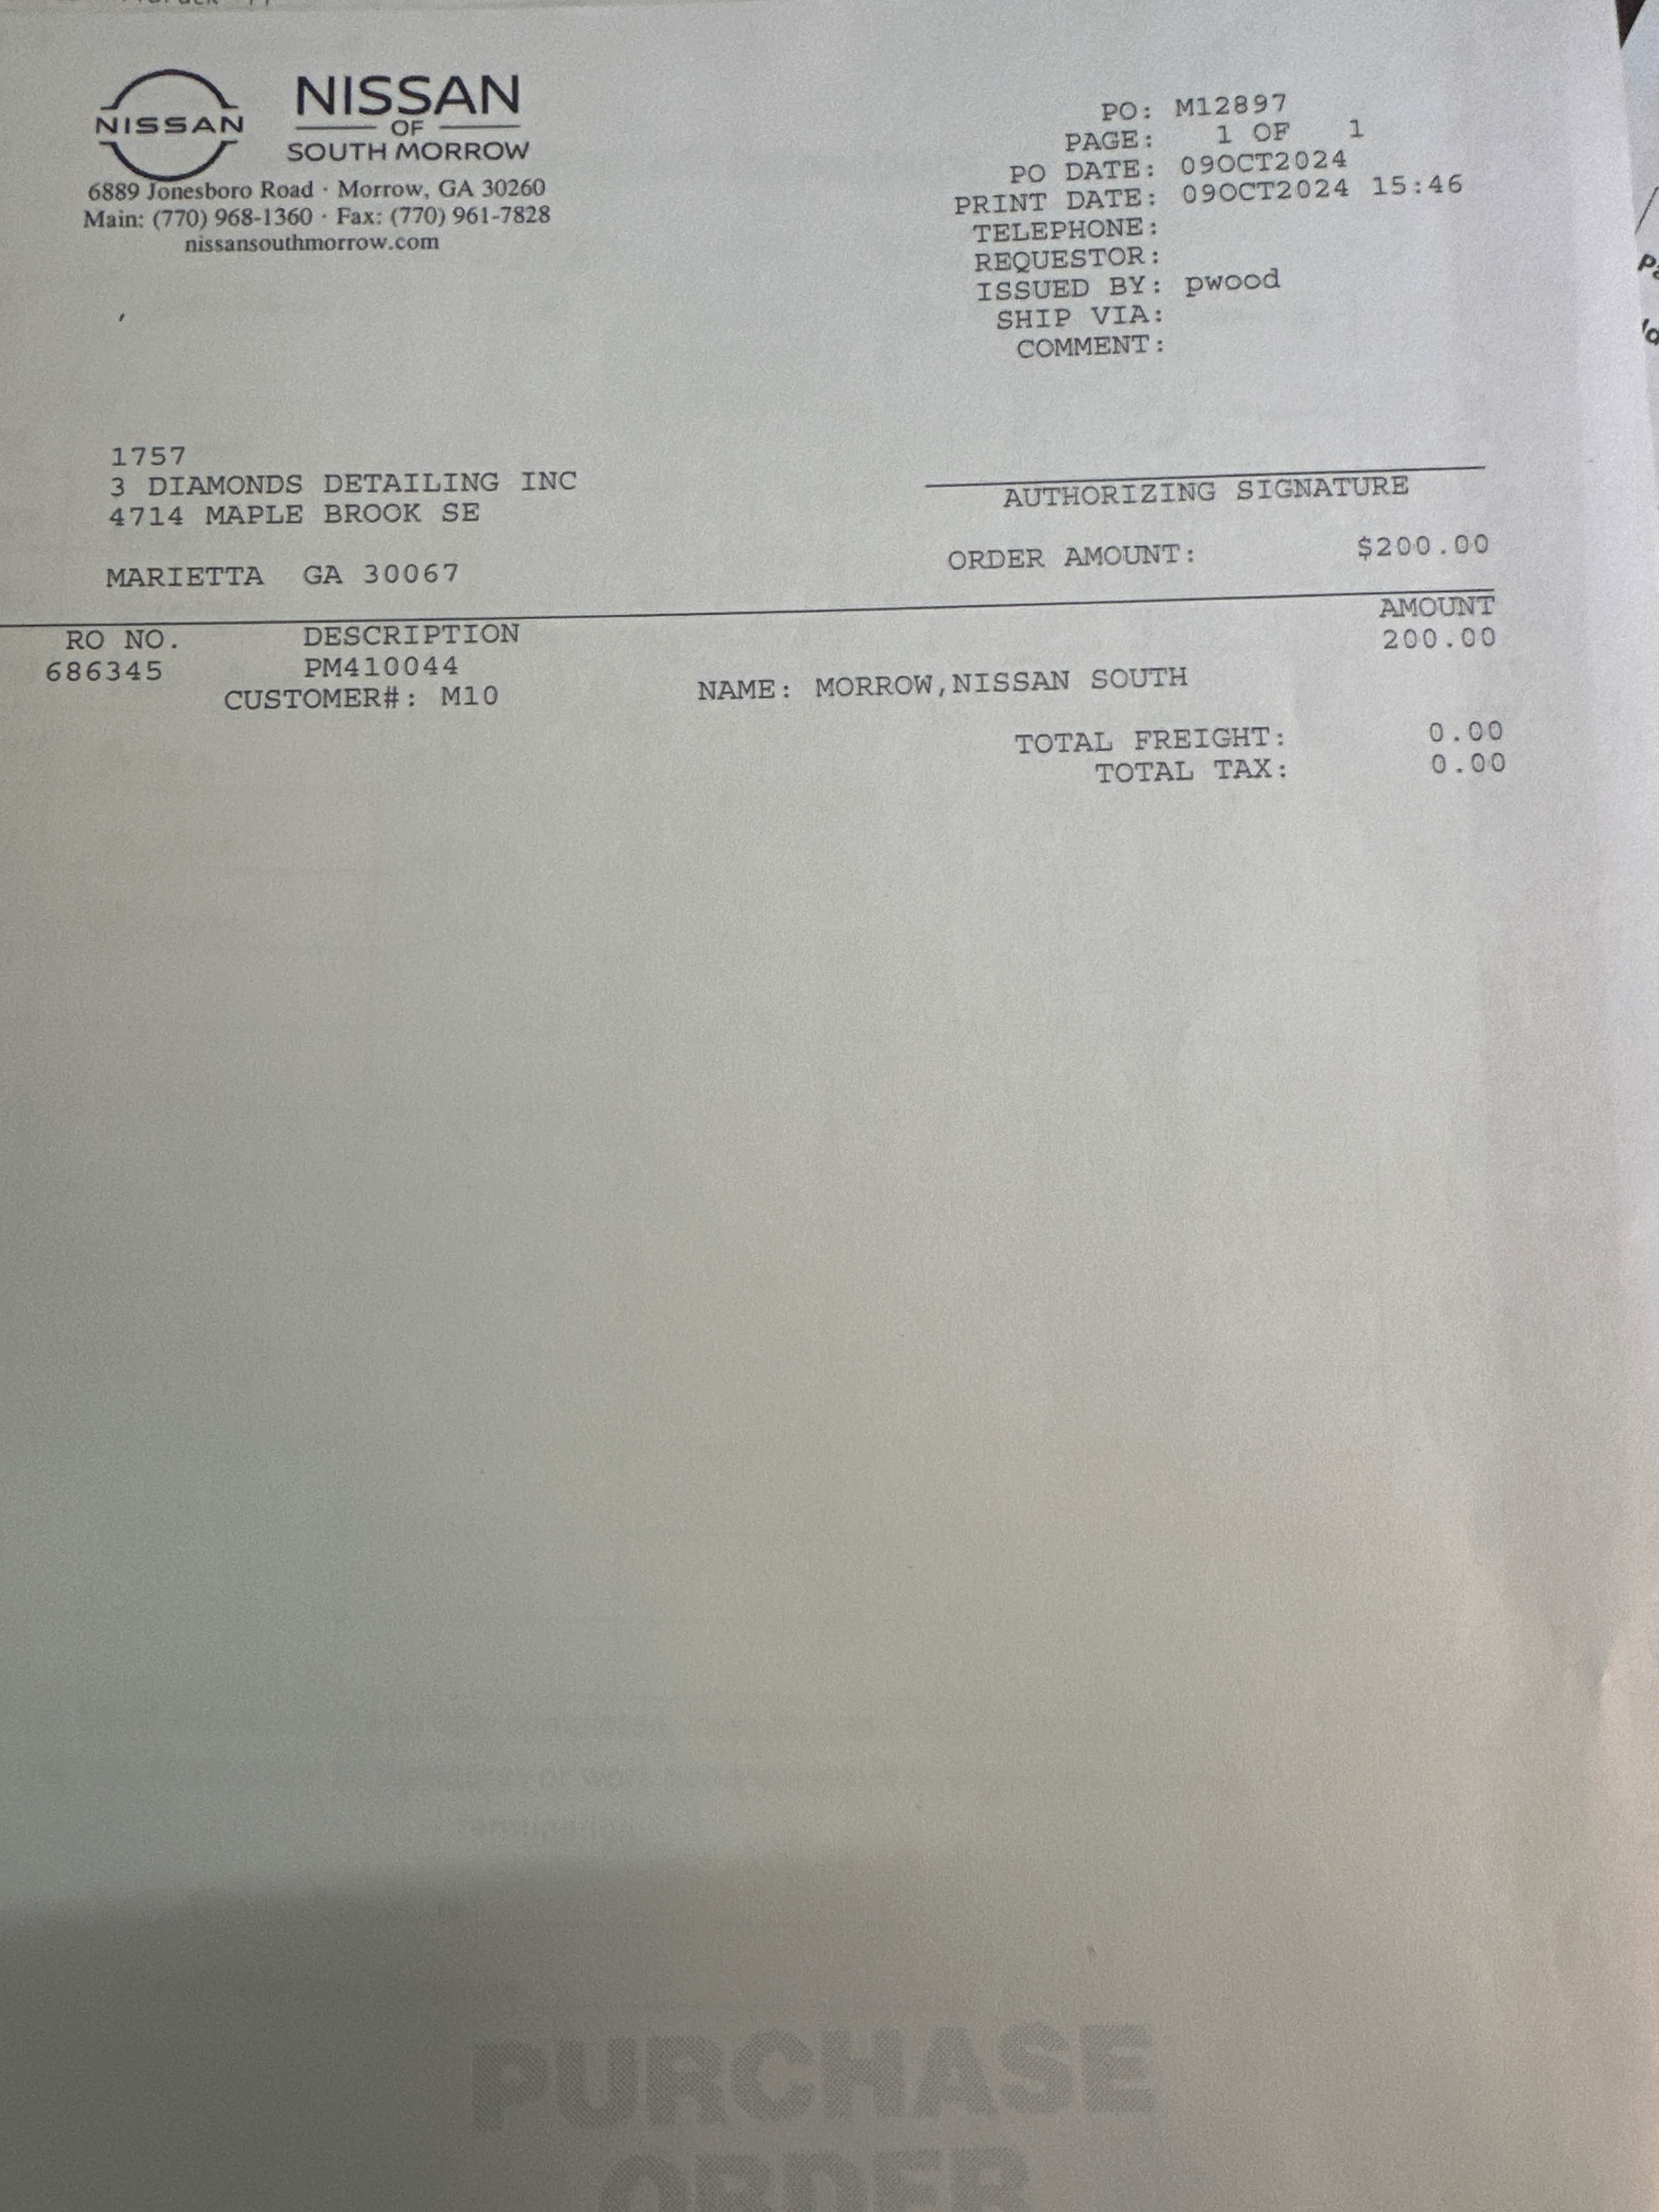 NISSAN
NISSAN
OF
SOUTH MORROW
6889 Jonesboro Road · Morrow, GA 30260
Main: (770) 968-1360 · Fax: (770) 961-7828
nissansouthmorrow.com
PO: M12897
PAGE: 1 OF 1
PO DATE: 09OCT2024
PRINT DATE: 09OCT2024 15:46
TELEPHONE:
REQUESTOR:
ISSUED BY: pwood
SHIP VIA:
COMMENT:
1757
3 DIAMONDS DETAILING INC
4714 MAPLE BROOK SE
MARIETTA GA 30067
AUTHORIZING SIGNATURE
ORDER AMOUNT: $200.00
RO NO. DESCRIPTION AMOUNT
686345 PM410044 200.00
CUSTOMER#: M10 NAME: MORROW,NISSAN SOUTH
TOTAL FREIGHT: 0.00
TOTAL TAX: 0.00
PURCHASE
ORDER